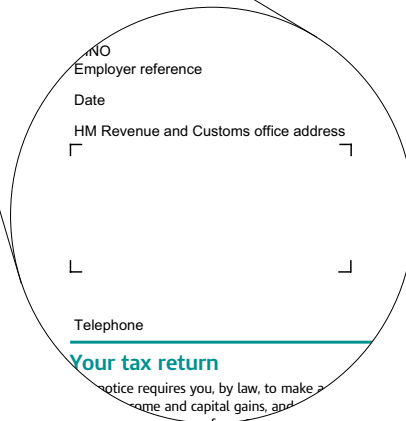 NINO
Employer reference
Date
HM Revenue and Customs office address
Telephone
Your tax return
notice requires you, by law, to make a
and capital gains, and